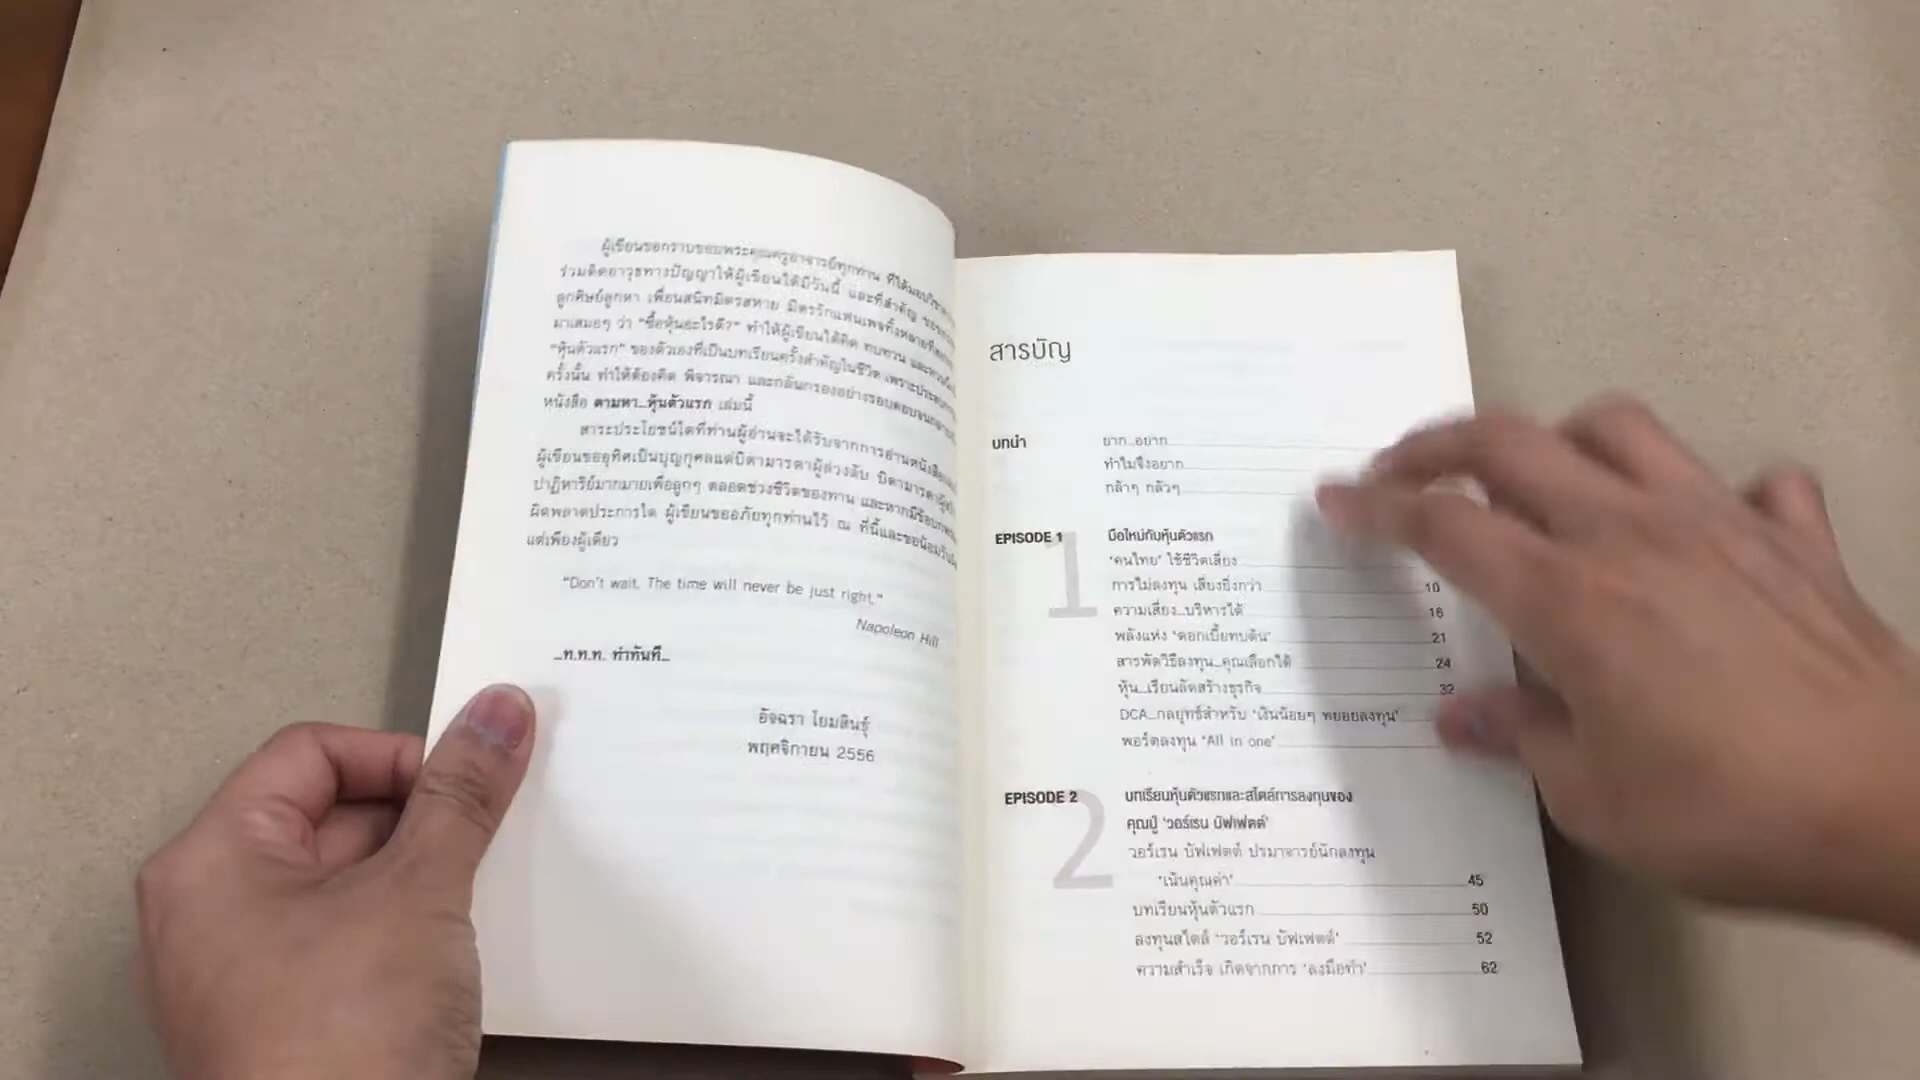 ผู้เขียนขอกราบขอบพระคุณครูอาจารย์ทุกท่าน ที่ได้มอบวิชา
ร่วมติดอาวุธทางปัญญาให้ผู้เขียนได้มีวันนี้ และที่สำคัญ
ลูกศิษย์ลูกหา เพื่อนสนิทมิตรสหาย มิตรรักแฟนเพจทั้งหลายที่
มาเสมอๆ ว่า "ซื้อหุ้นอะไรดี?" ทำให้ผู้เขียนได้คิด ทบทวน
"หุ้นตัวแรก" ของตัวเองที่เป็นบทเรียนครั้งสำคัญในชีวิต
ครั้งนั้น ทำให้ต้องคิด พิจารณา และกลั่นกรองอย่างรอบคอบ
หนังสือ ตามหา...หุ้นตัวแรก เล่มนี้
สาระประโยชน์ใดที่ท่านผู้อ่านจะได้รับจากการอ่านหนังสือ
ผู้เขียนขออุทิศเป็นบุญกุศลแด่บิดามารดาผู้ล่วงลับ บิดามารดาผู้
ปาฏิหาริย์มากมายเพื่อลูกๆ ตลอดช่วงชีวิตของท่าน และหากมีข้อ
ผิดพลาดประการใด ผู้เขียนขออภัยทุกท่านไว้ ณ ที่นี้และขอน้อมรับ
แต่เพียงผู้เดียว
"Don't wait. The time will never be just right."
Napoleon Hill
...ท.ท.ท. ทำทันที...
อัจฉรา โยมสินธุ์
พฤศจิกายน 2556
สารบัญ
บทนำ ยาก...อยาก
ทำไมจึงอยาก
กล้าๆ กลัวๆ
EPISODE 1 มือใหม่กับหุ้นตัวแรก
1
'คนไทย' ใช้ชีวิตเสี่ยง
การไม่ลงทุน เสี่ยงยิ่งกว่า 10
ความเสี่ยง...บริหารได้ 16
พลังแห่ง 'ดอกเบี้ยทบต้น' 21
สารพัดวิธีลงทุน...คุณเลือกได้ 24
หุ้น...เรียนลัดสร้างธุรกิจ 32
DCA...กลยุทธ์สำหรับ 'เงินน้อยๆ ทยอยลงทุน'
พอร์ตลงทุน 'All in one'
EPISODE 2 บทเรียนหุ้นตัวแรกและสไตล์การลงทุนของ
2 คุณปู่ 'วอร์เรน บัฟเฟตต์'
วอร์เรน บัฟเฟตต์ ปรมาจารย์นักลงทุน
'เน้นคุณค่า' 45
บทเรียนหุ้นตัวแรก 50
ลงทุนสไตล์ 'วอร์เรน บัฟเฟตต์' 52
ความสำเร็จ เกิดจากการ 'ลงมือทำ' 62